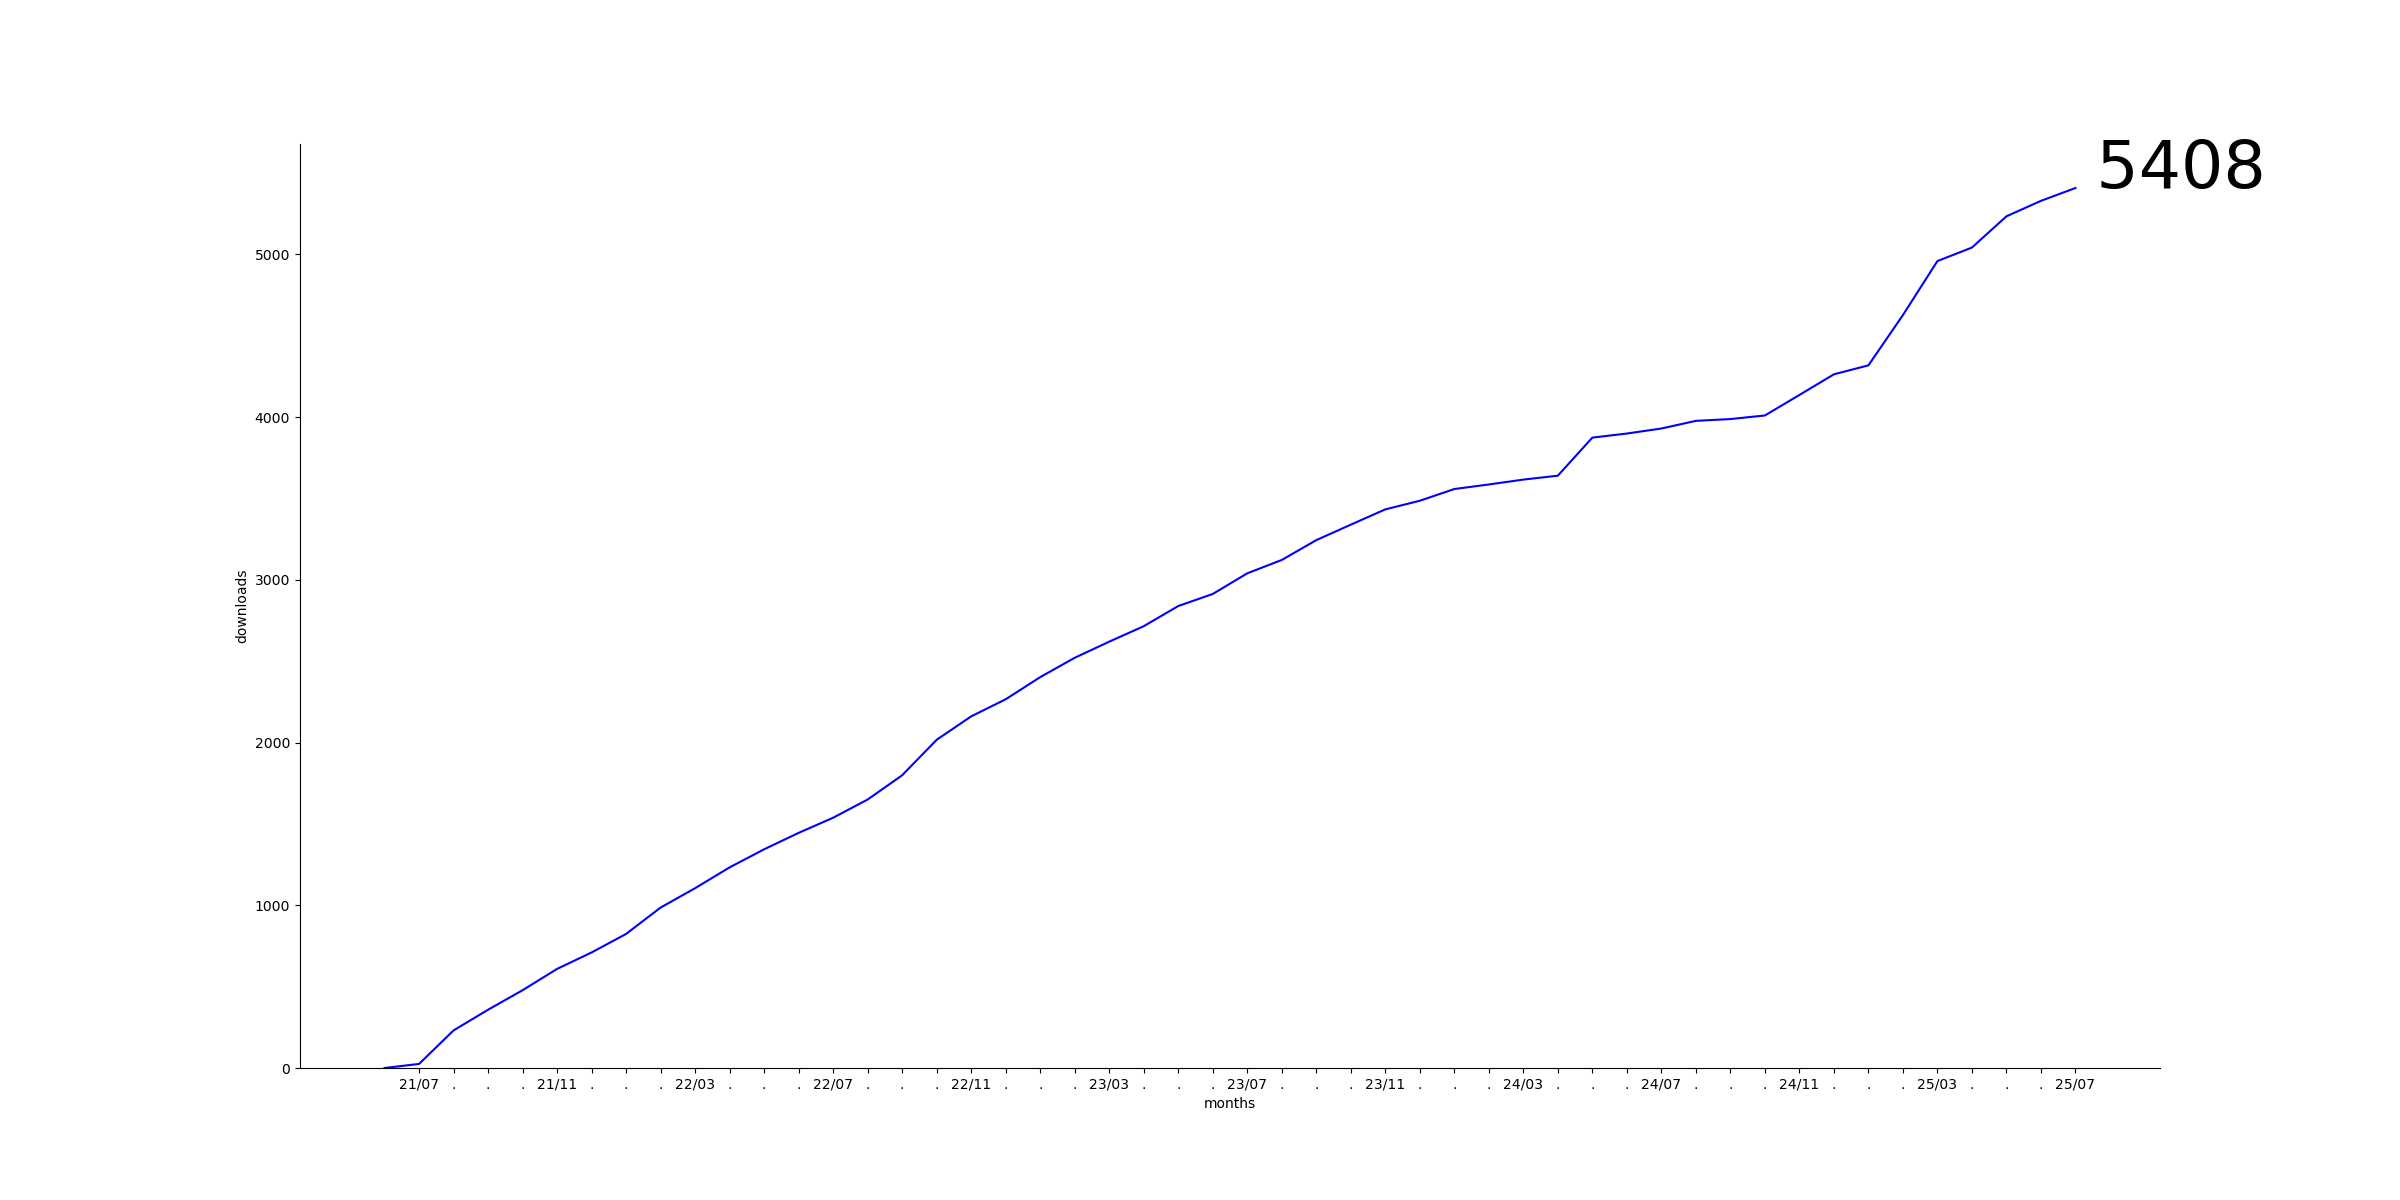 5408
5000
4000
3000
2000
1000
0
downloads
21/07 . . . 21/11 . . . 22/03 . . . 22/07 . . . 22/11 . . . 23/03 . . . 23/07 . . . 23/11 . . . 24/03 . . . 24/07 . . . 24/11 . . . 25/03 . . . 25/07
months